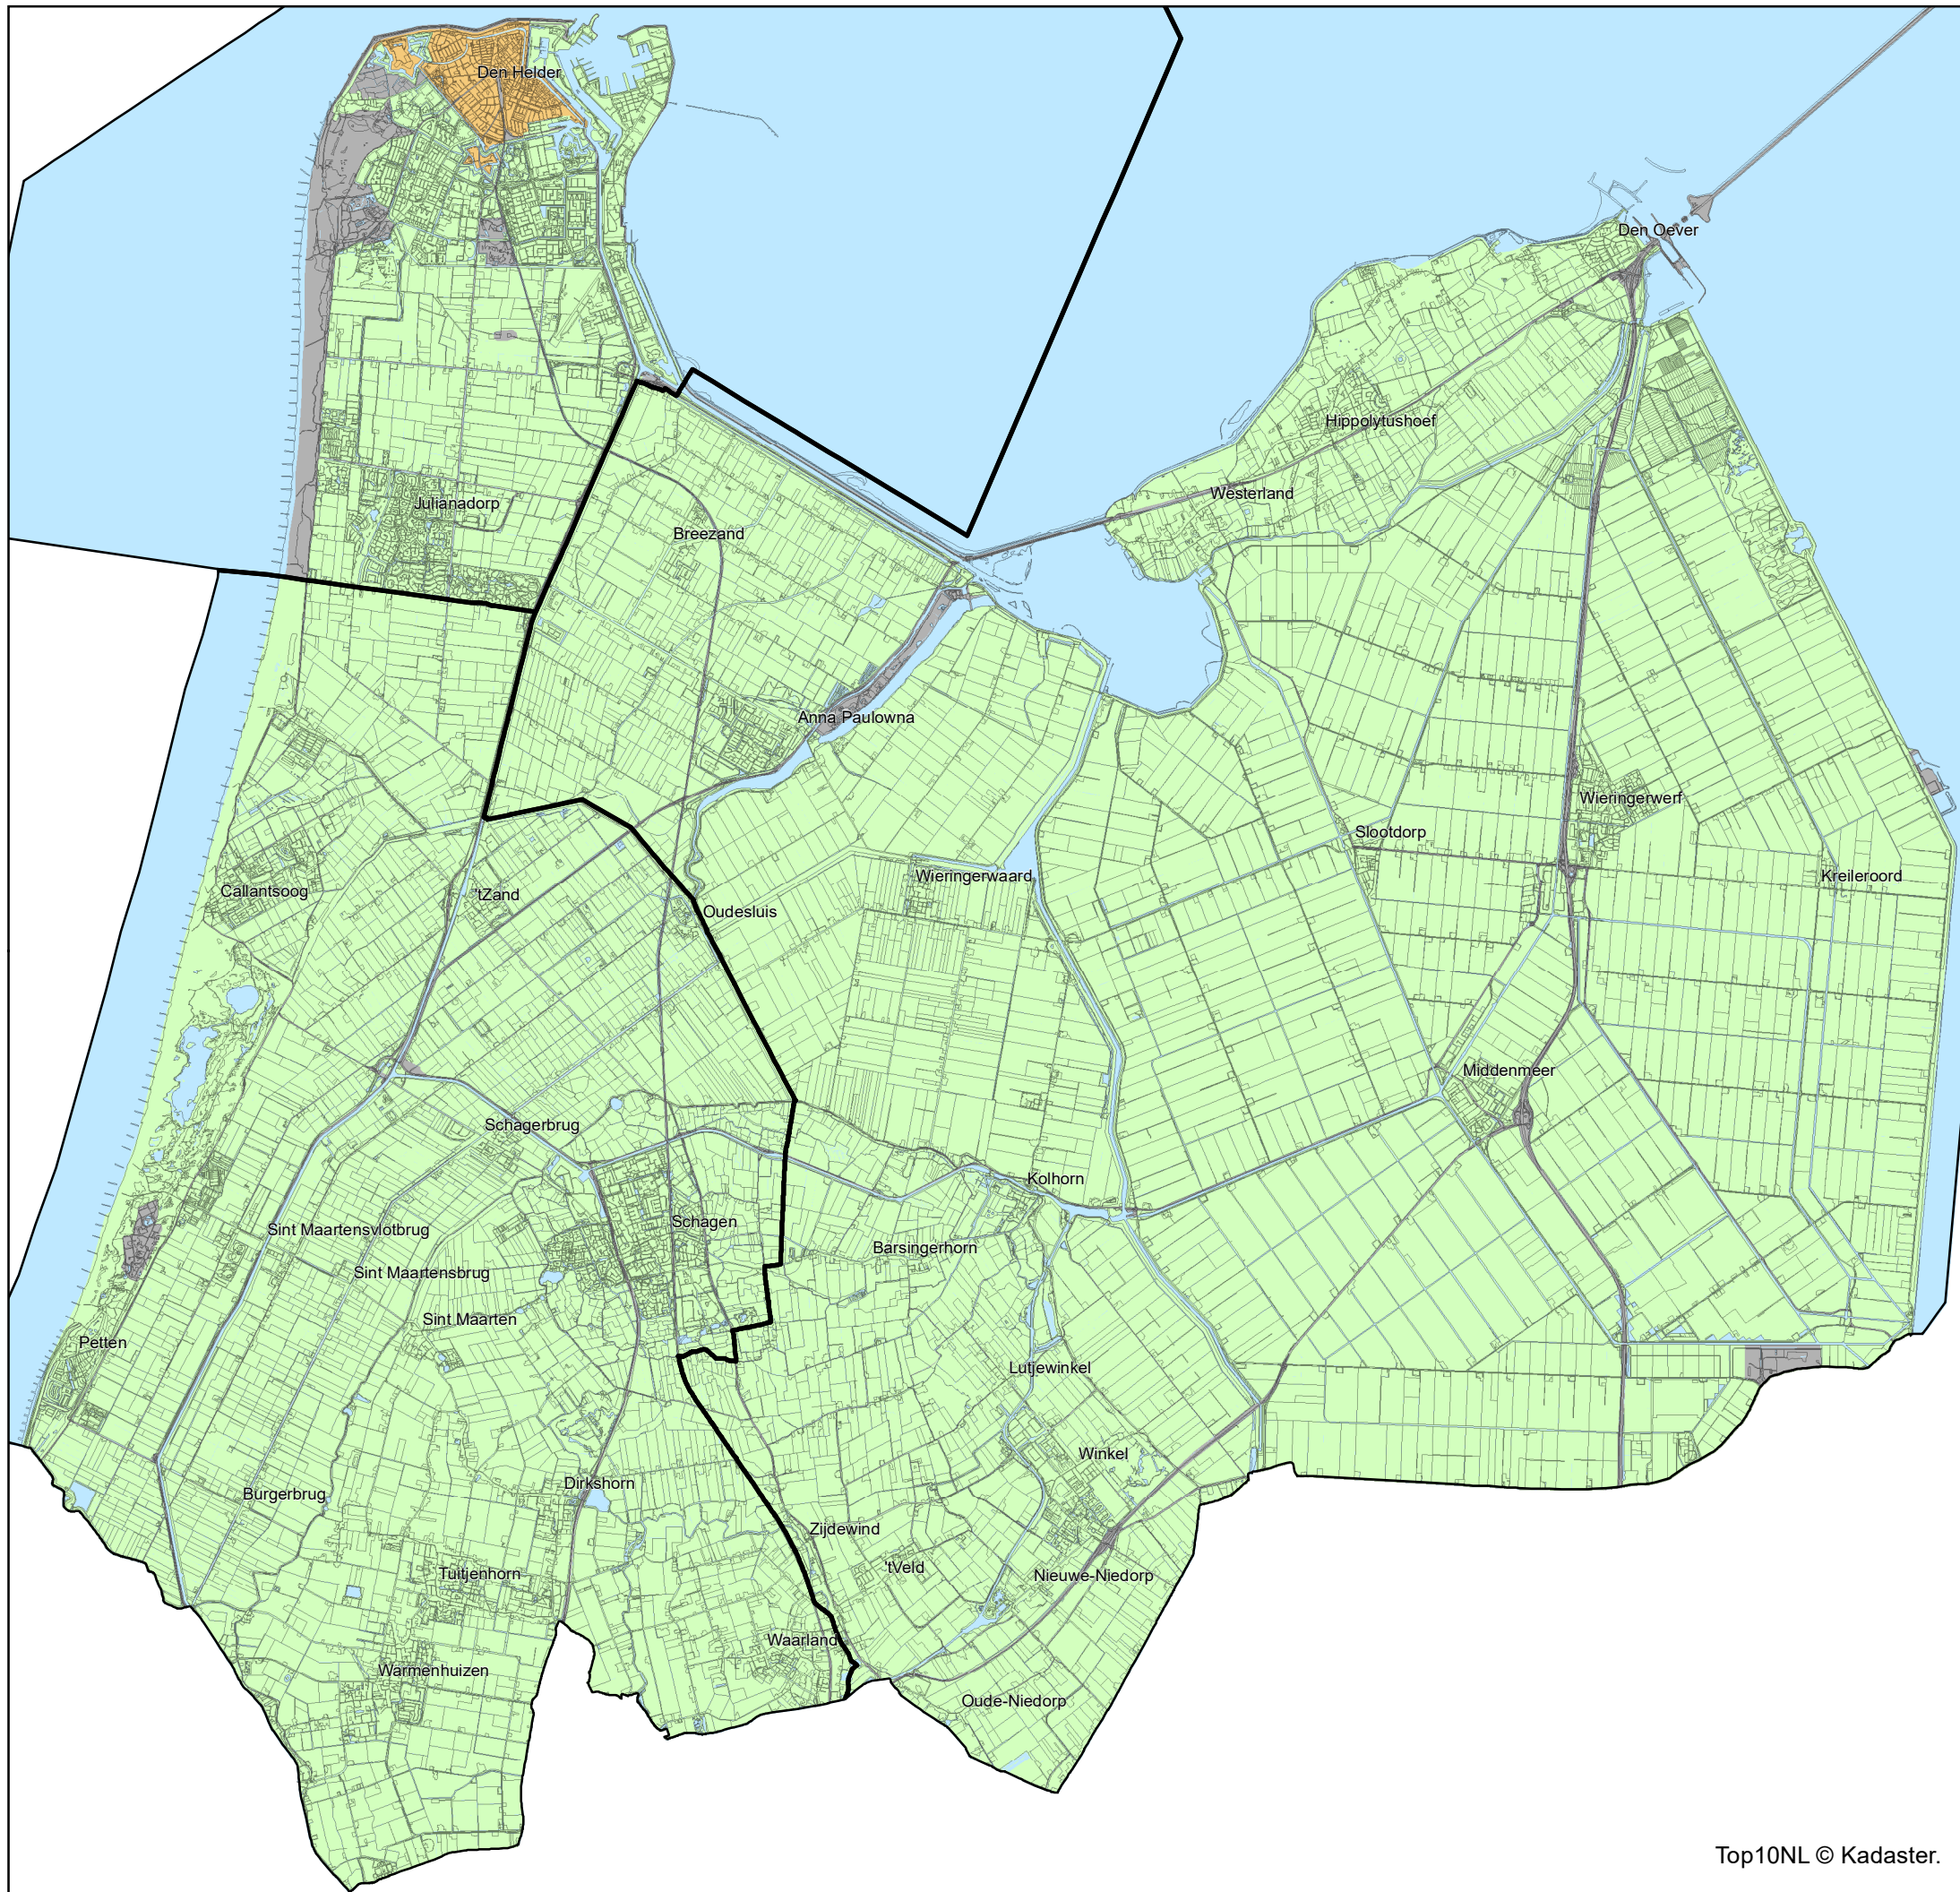 Den Helder
Den Oever
Hippolytushoef
Westerland
Julianadorp
Breezand
Anna Paulowna
Wieringerwerf
Slootdorp
Wieringerwaard
Kreileroord
Callantsoog
'tZand
Oudesluis
Middenmeer
Schagerbrug
Kolhorn
Schagen
Sint Maartensvlotbrug
Barsingerhorn
Sint Maartensbrug
Sint Maarten
Petten
Lutjewinkel
Winkel
Dirkshorn
Burgerbrug
Zijdewind
'tVeld
Tuitjenhorn
Nieuwe-Niedorp
Waarland
Warmenhuizen
Oude-Niedorp
Top10NL © Kadaster.